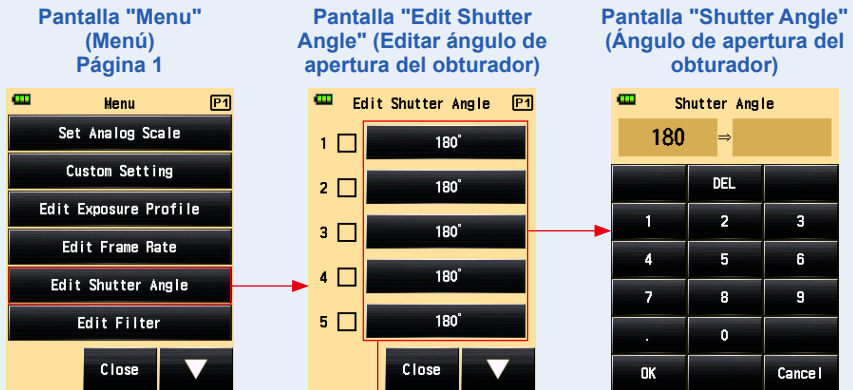 Pantalla "Menu"
(Menú)
Página 1
Menu P1
Set Analog Scale
Custom Setting
Edit Exposure Profile
Edit Frame Rate
Edit Shutter Angle
Edit Filter
Close
Pantalla "Edit Shutter
Angle" (Editar ángulo de
apertura del obturador)
Edit Shutter Angle P1
1 180°
2 180°
3 180°
4 180°
5 180°
Close
Pantalla "Shutter Angle"
(Ángulo de apertura del
obturador)
Shutter Angle
180 ⇒
DEL
1 2 3
4 5 6
7 8 9
. 0
OK Cancel